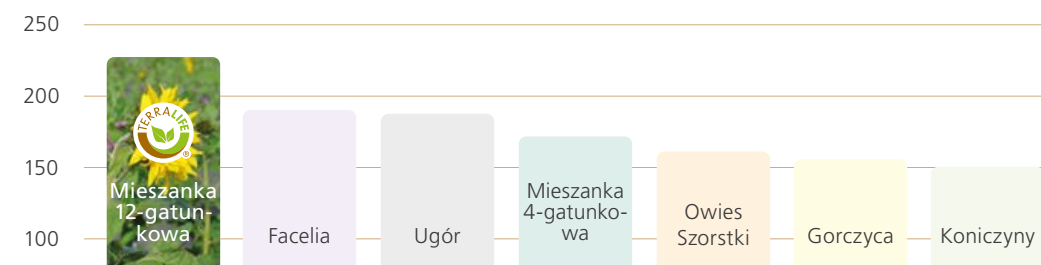 250
200
150
100
TERRALIFE
®
Mieszanka
12-gatun-
kowa
Facelia
Ugór
Mieszanka
4-gatunko-
wa
Owies
Szorstki
Gorczyca
Koniczyny